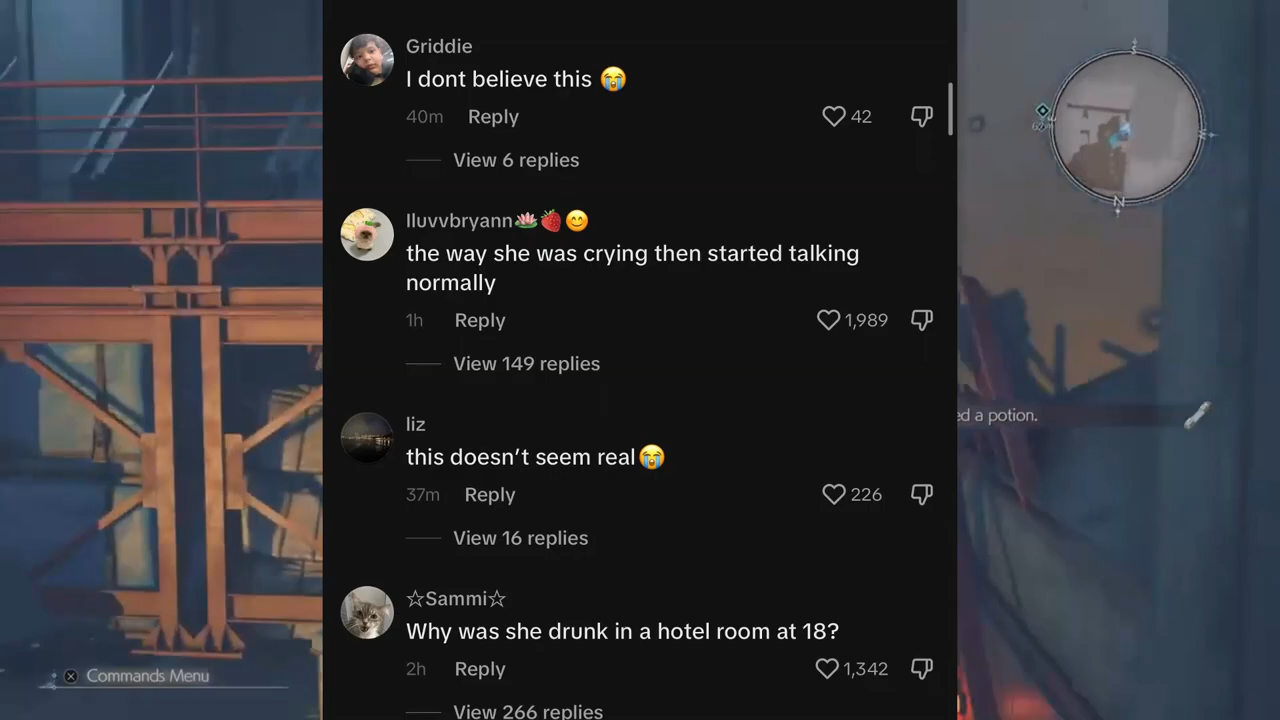 Griddie
I dont believe this 😭
40m Reply 42
View 6 replies
Iluvvbryann🪷🍓😊
the way she was crying then started talking
normally
1h Reply 1,989
View 149 replies
liz
this doesn't seem real😭
37m Reply 226
View 16 replies
☆Sammi☆
Why was she drunk in a hotel room at 18?
2h Reply 1,342
View 266 replies
N
ed a potion.
Commands Menu